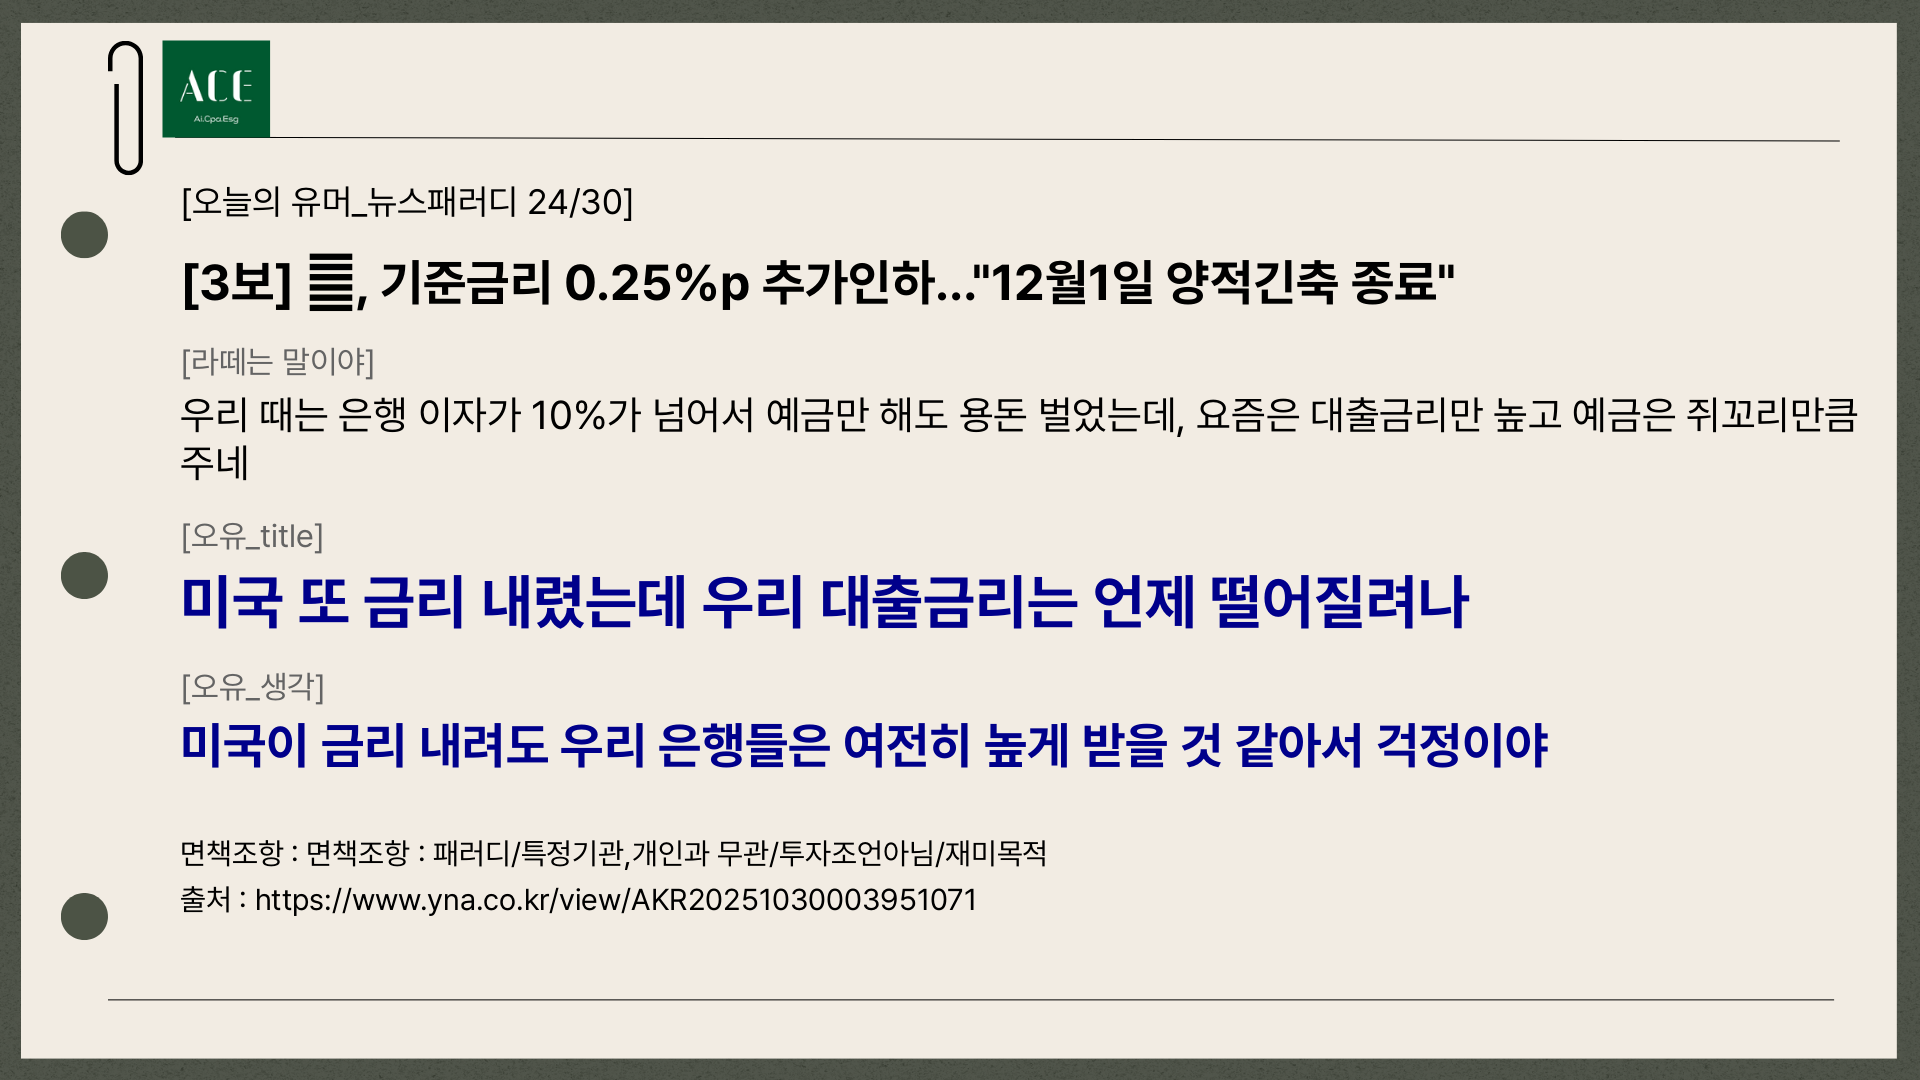 ACE
Ai.Cpa.Esg
[오늘의 유머_뉴스패러디 24/30]
[3보] , 기준금리 0.25%p 추가인하..."12월1일 양적긴축 종료"
[라떼는 말이야]
우리 때는 은행 이자가 10%가 넘어서 예금만 해도 용돈 벌었는데, 요즘은 대출금리만 높고 예금은 쥐꼬리만큼
주네
[오유_title]
미국 또 금리 내렸는데 우리 대출금리는 언제 떨어질려나
[오유_생각]
미국이 금리 내려도 우리 은행들은 여전히 높게 받을 것 같아서 걱정이야
면책조항 : 면책조항 : 패러디/특정기관,개인과 무관/투자조언아님/재미목적
출처 : https://www.yna.co.kr/view/AKR20251030003951071